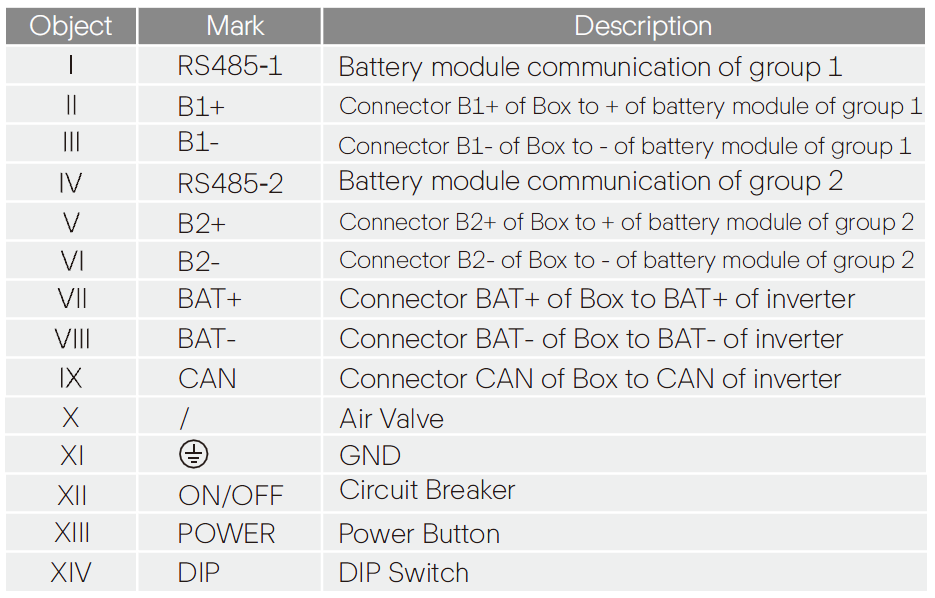 Object Mark Description
I RS485-1 Battery module communication of group 1
II B1+ Connector B1+ of Box to + of battery module of group 1
III B1- Connector B1- of Box to - of battery module of group 1
IV RS485-2 Battery module communication of group 2
V B2+ Connector B2+ of Box to + of battery module of group 2
VI B2- Connector B2- of Box to - of battery module of group 2
VII BAT+ Connector BAT+ of Box to BAT+ of inverter
VIII BAT- Connector BAT- of Box to BAT- of inverter
IX CAN Connector CAN of Box to CAN of inverter
X / Air Valve
XI GND
XII ON/OFF Circuit Breaker
XIII POWER Power Button
XIV DIP DIP Switch